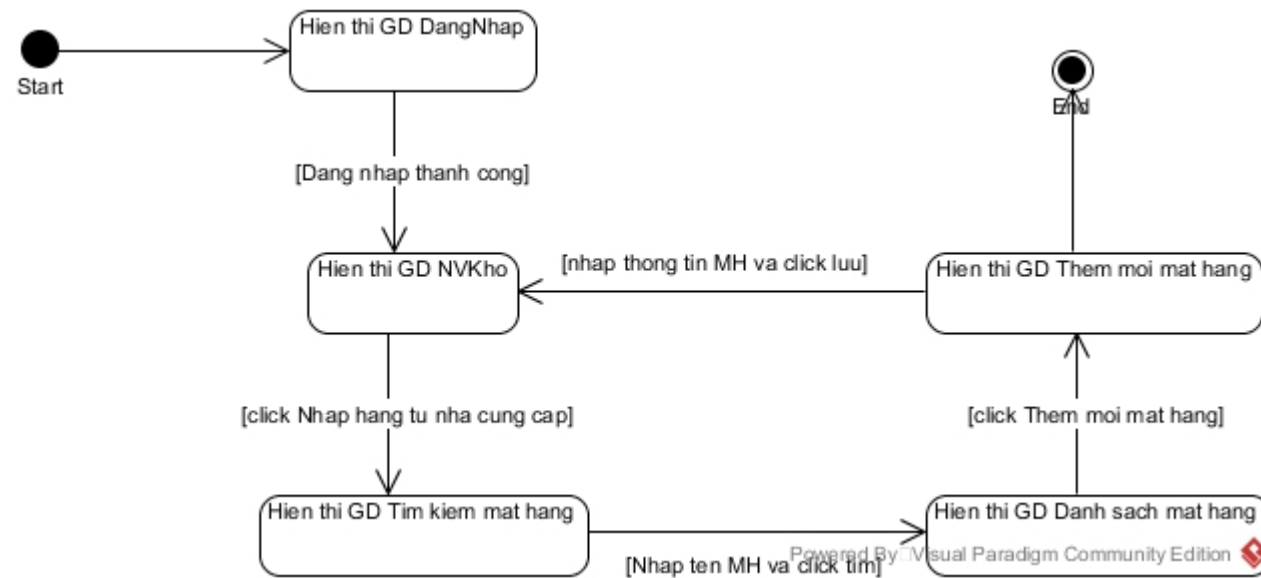 Hien thi GD DangNhap
Start
End
[Dang nhap thanh cong]
Hien thi GD NVKho
[nhap thong tin MH va click luu]
Hien thi GD Them moi mat hang
[click Nhap hang tu nha cung cap]
[click Them moi mat hang]
Hien thi GD Tim kiem mat hang
Hien thi GD Danh sach mat hang
[Nhap ten MH va click tim]
Powered By Visual Paradigm Community Edition